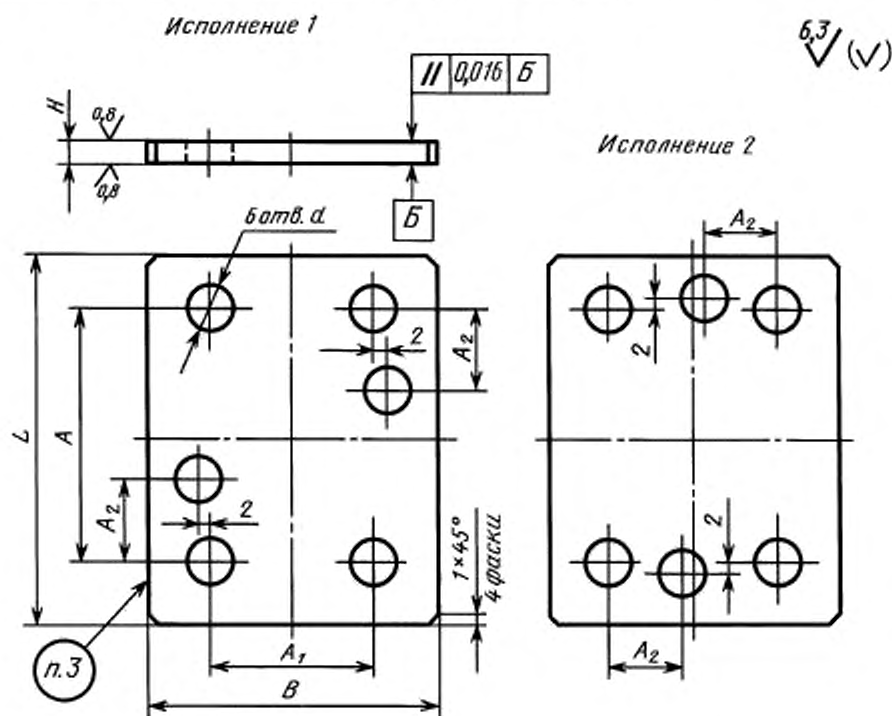 Исполнение 1
6,3 (√)
// 0,016 Б
H
0,8
0,8
Исполнение 2
Б
6 отв. d
A₂
2
A₂
2
L
A
A₂
2
2
1×45°
4 фаски
A₁
A₂
п.3
B